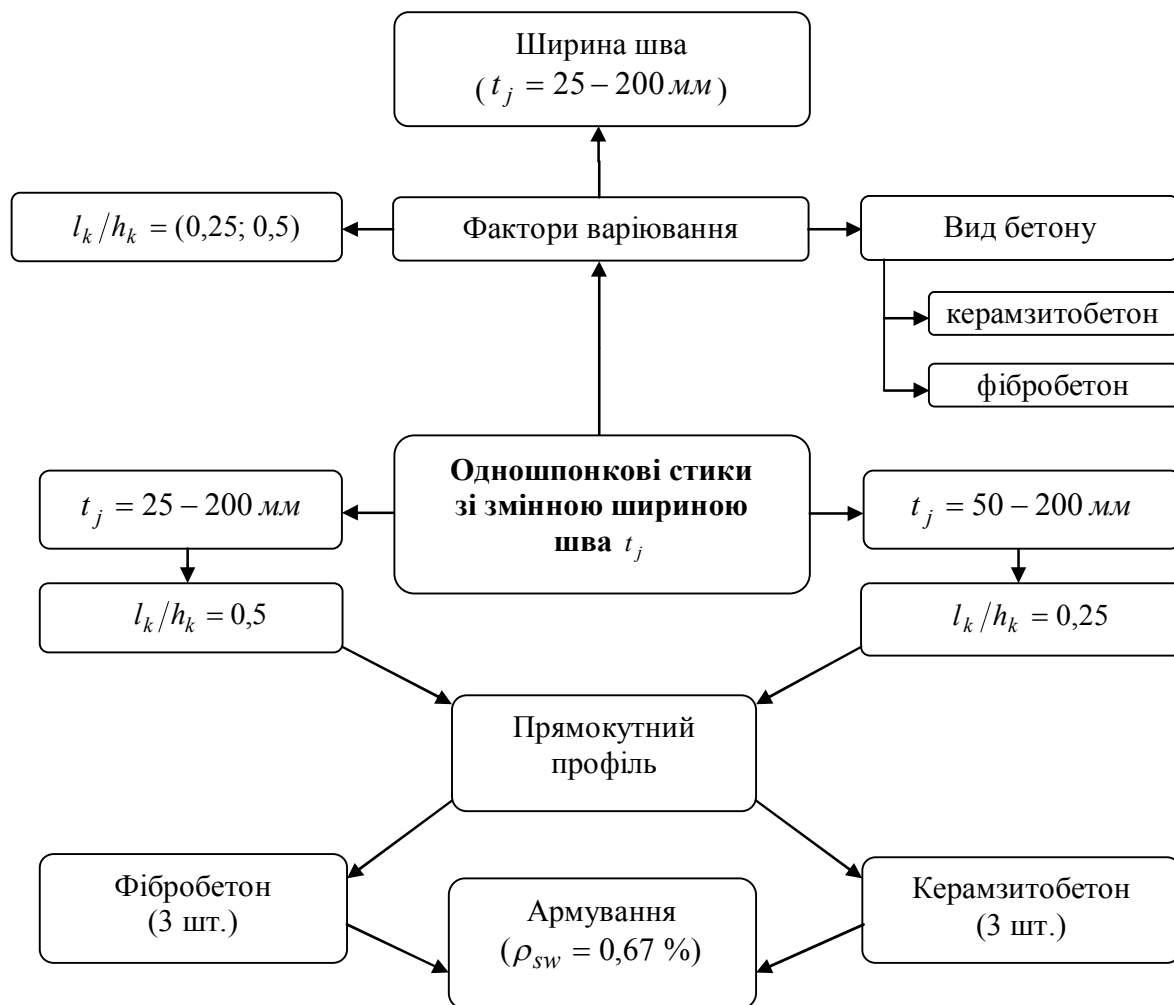 Ширина шва
( t_j = 25 – 200 мм )
l_k/h_k = (0,25; 0,5)
Фактори варіювання
Вид бетону
керамзитобетон
фібробетон
Одношпонкові стики
зі змінною шириною
шва t_j
t_j = 25 – 200 мм
t_j = 50 – 200 мм
l_k/h_k = 0,5
l_k/h_k = 0,25
Прямокутний
профіль
Фібробетон
(3 шт.)
Армування
(ρ_sw = 0,67 %)
Керамзитобетон
(3 шт.)